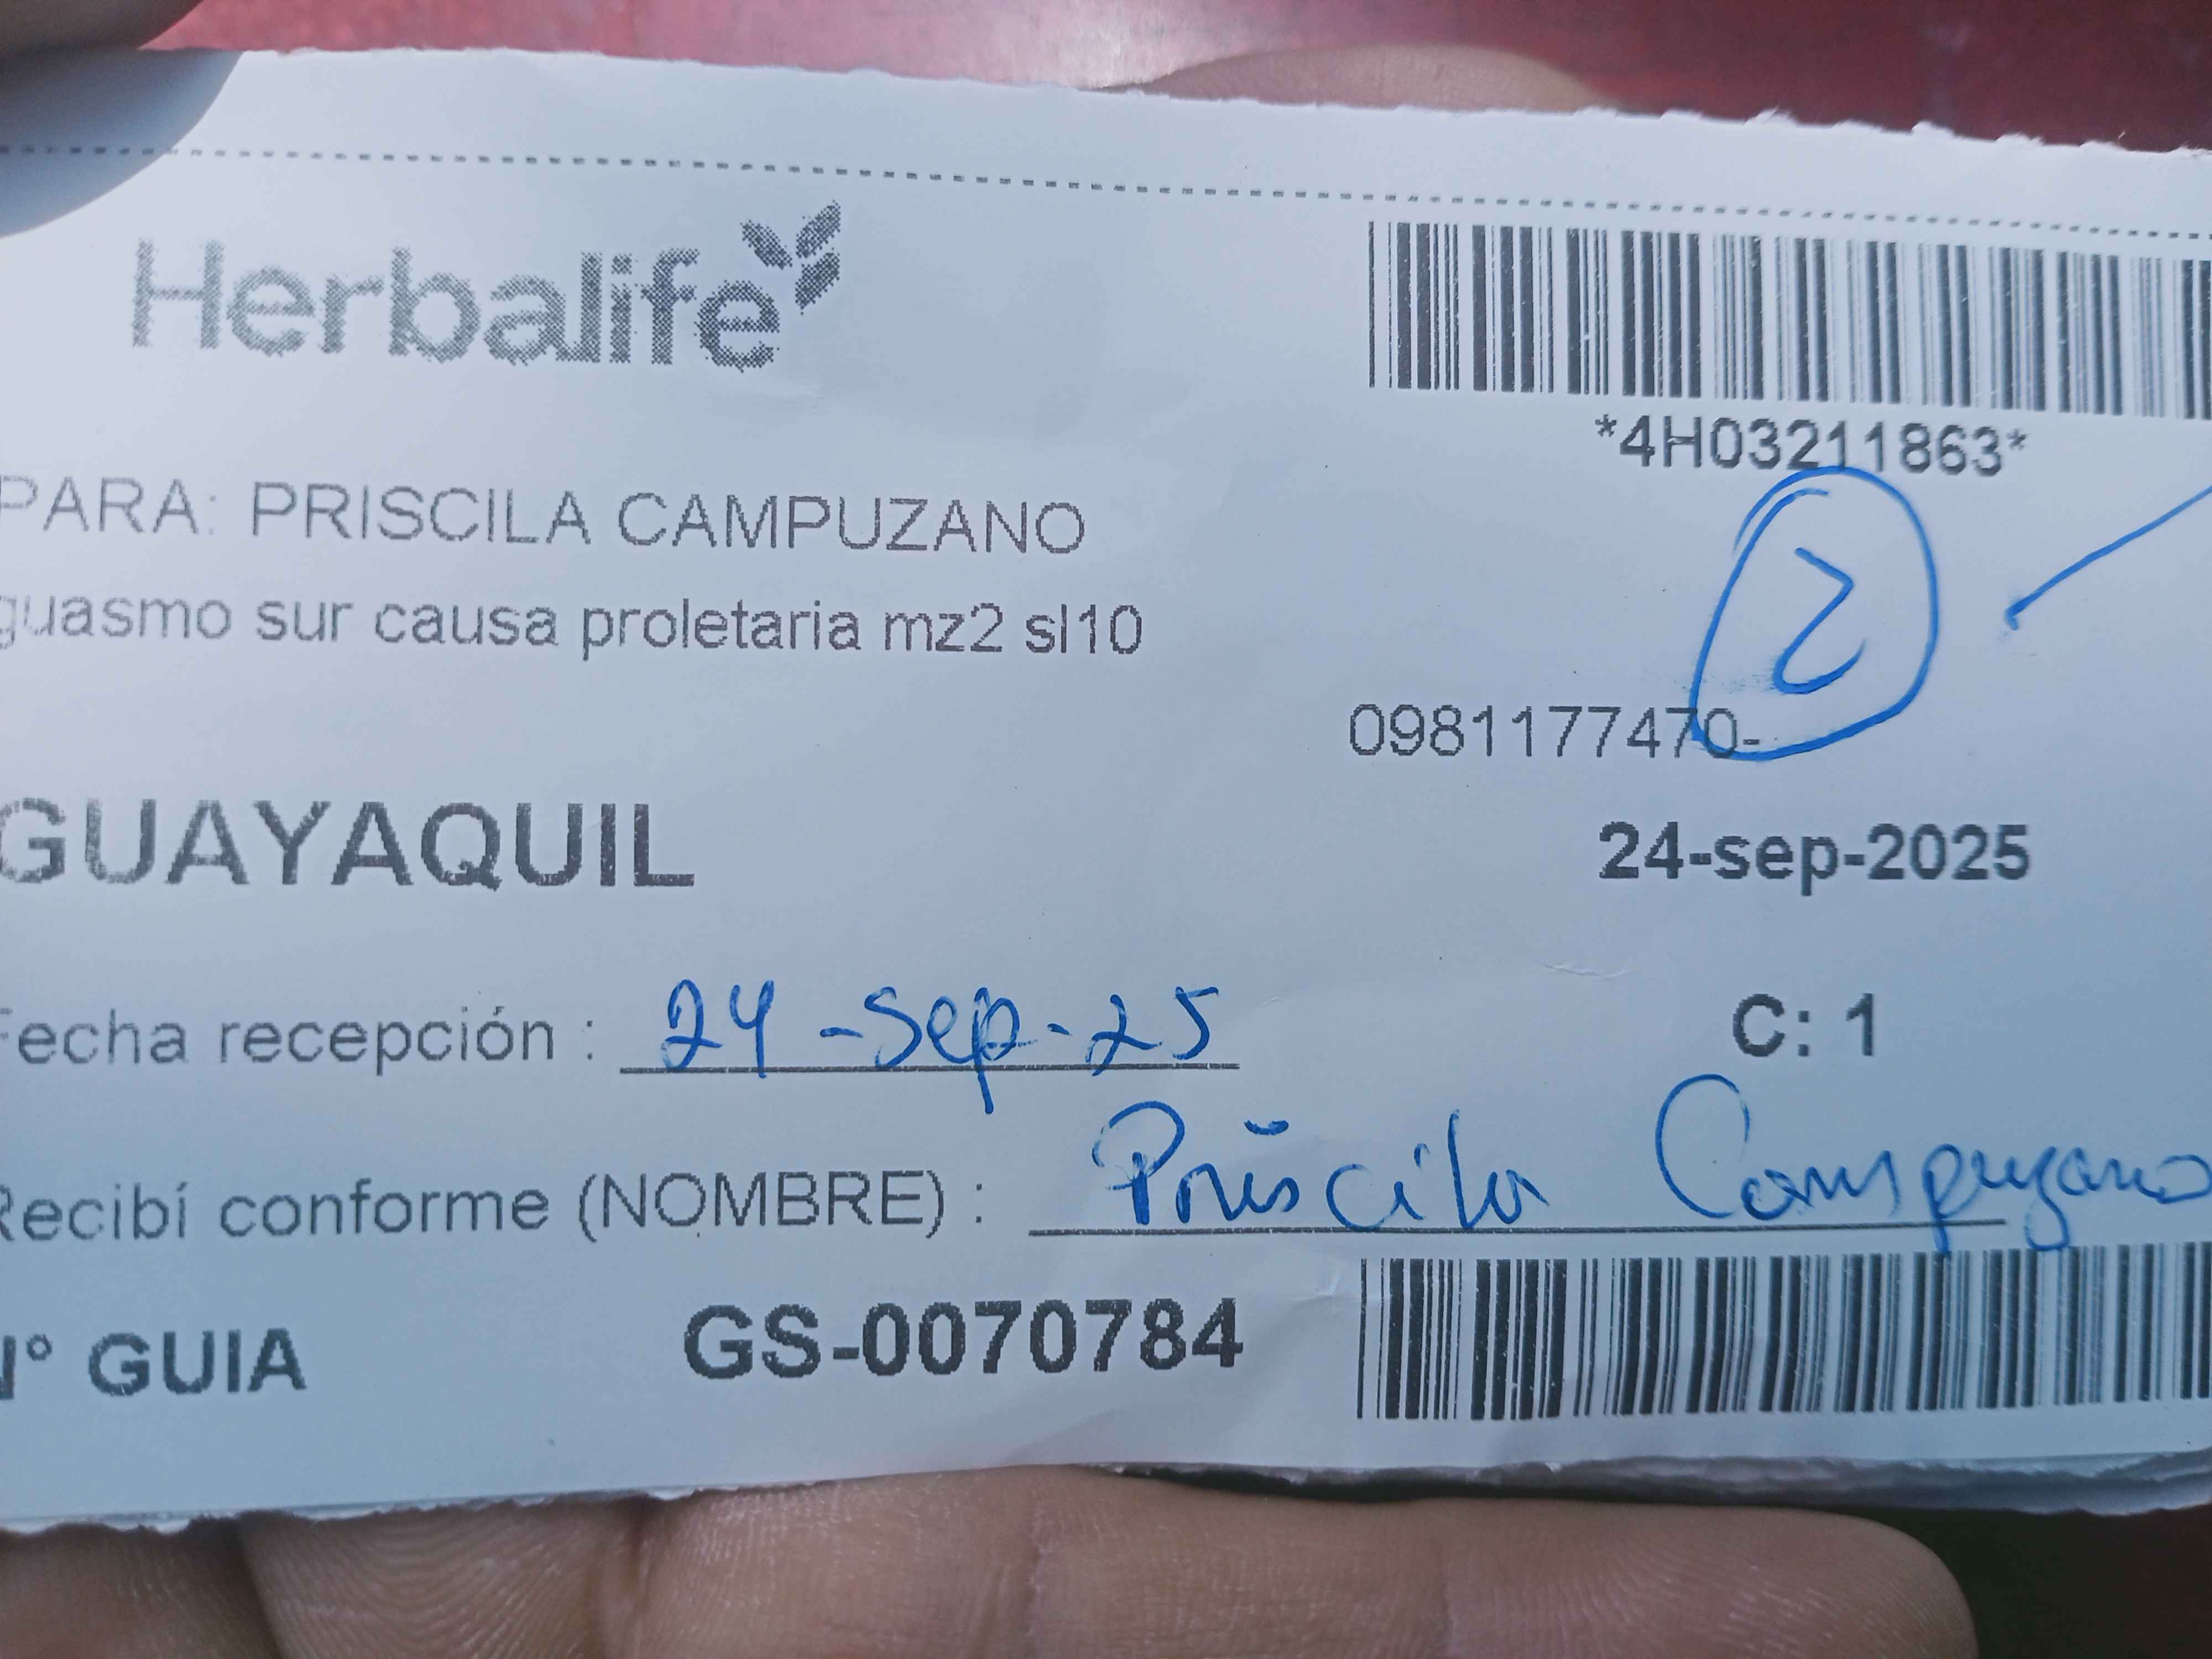 Herbalife
*4H03211863*
PARA: PRISCILA CAMPUZANO
2
guasmo sur causa proletaria mz2 sl10
0981177470-
GUAYAQUIL
24-sep-2025
Fecha recepción : 24-Sep-25
C: 1
Recibí conforme (NOMBRE) : Priscila Campuzano
N° GUIA GS-0070784